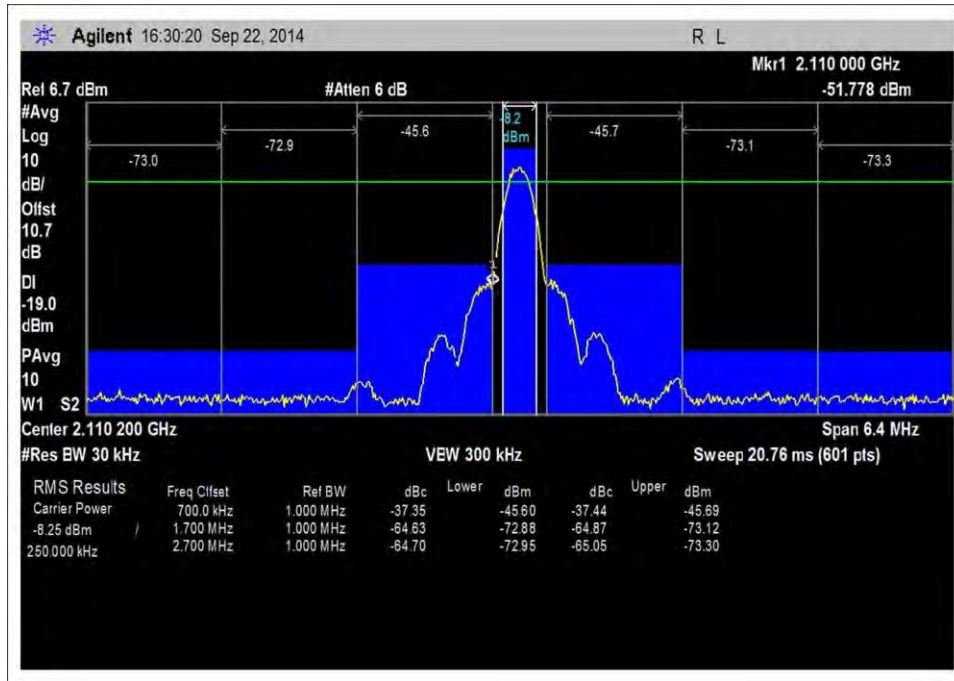 Agilent 16:30:20 Sep 22, 2014 R L
Mkr1 2.110 000 GHz
Rel 6.7 dBm #Atten 6 dB -51.778 dBm
#Avg
Log
10
dB/
Offst
10.7
dB
DI
-19.0
dBm
PAvg
10
W1 S2
-73.0 -72.9 -45.6 -8.2 dBm -45.7 -73.1 -73.3
1
Center 2.110 200 GHz Span 6.4 MHz
#Res BW 30 kHz VBW 300 kHz Sweep 20.76 ms (601 pts)
RMS Results Freq Offset Ref BW dBc Lower dBm dBc Upper dBm
Carrier Power 700.0 kHz 1.000 MHz -37.35 -45.60 -37.44 -45.69
-8.25 dBm / 1.700 MHz 1.000 MHz -64.63 -72.88 -64.87 -73.12
250.000 kHz 2.700 MHz 1.000 MHz -64.70 -72.95 -65.05 -73.30